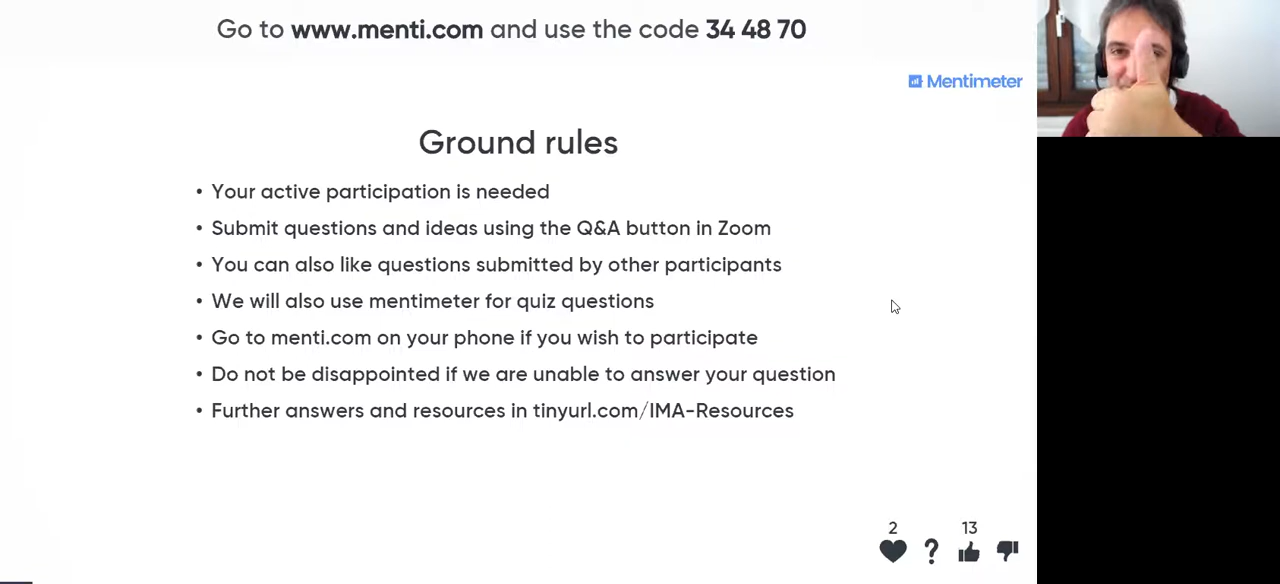 Go to www.menti.com and use the code 34 48 70
Mentimeter
Ground rules
• Your active participation is needed
• Submit questions and ideas using the Q&A button in Zoom
• You can also like questions submitted by other participants
• We will also use mentimeter for quiz questions
• Go to menti.com on your phone if you wish to participate
• Do not be disappointed if we are unable to answer your question
• Further answers and resources in tinyurl.com/IMA-Resources
2 13
?